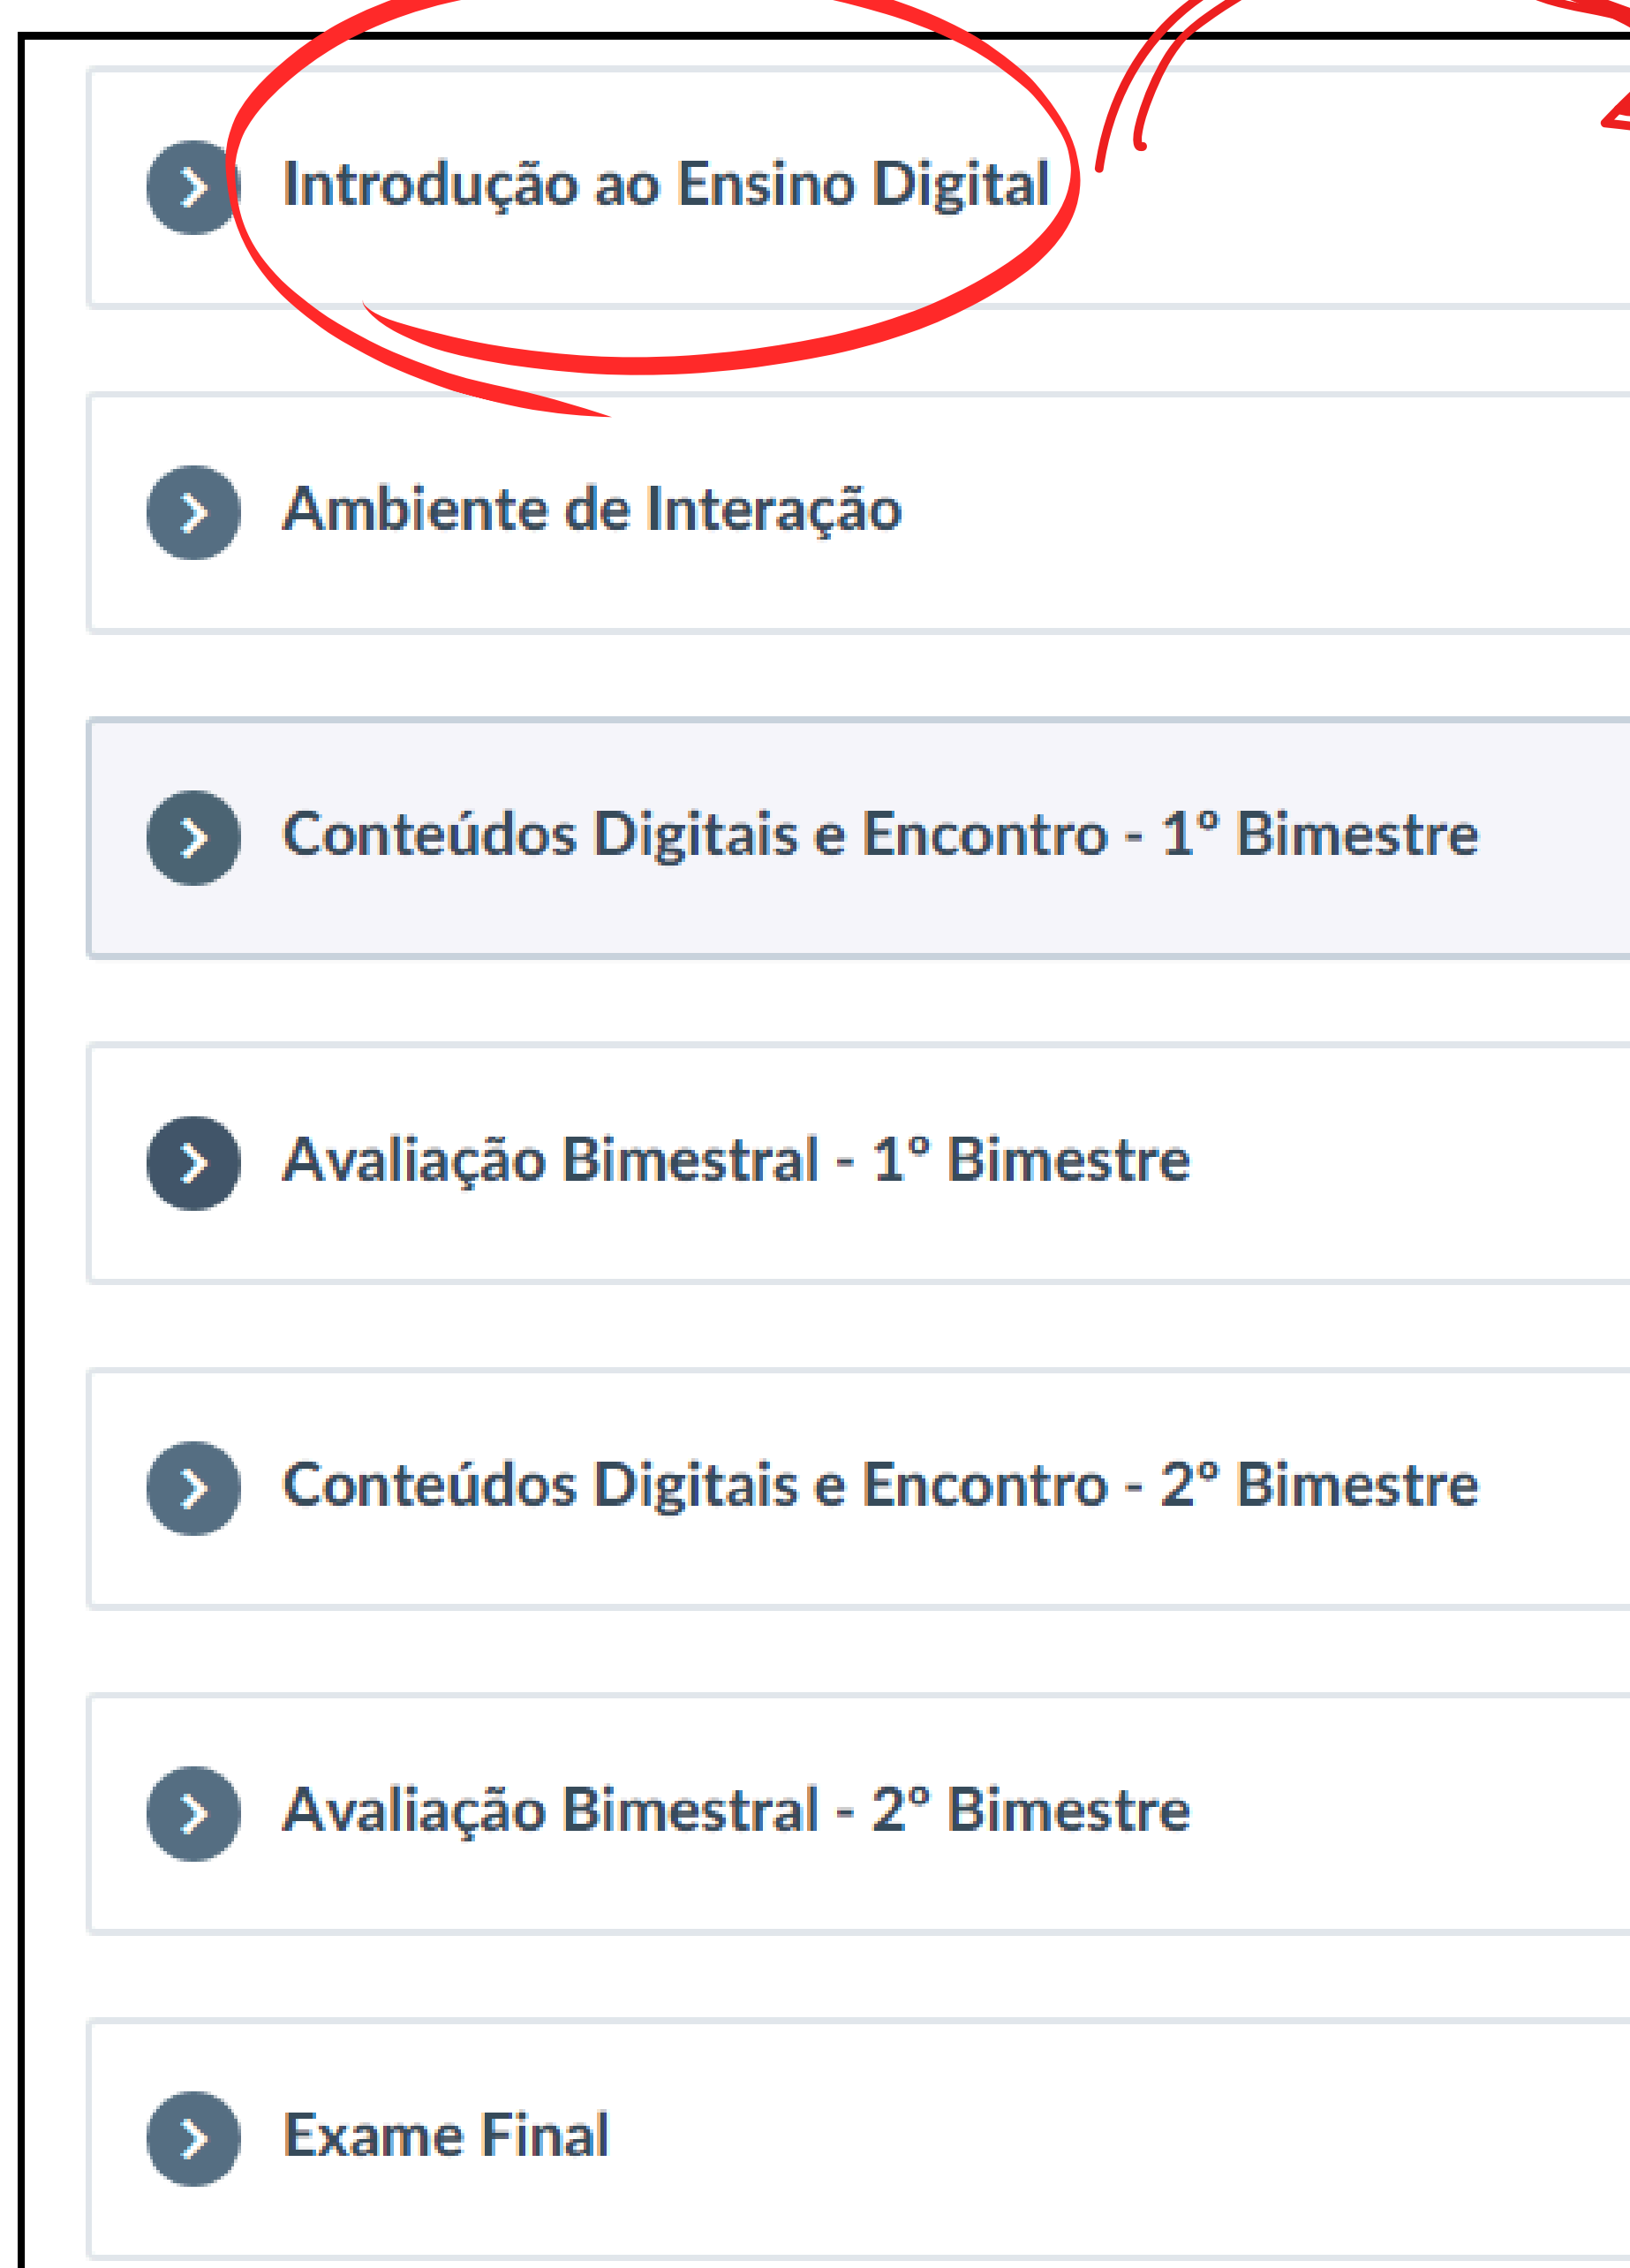 Introdução ao Ensino Digital
Ambiente de Interação
Conteúdos Digitais e Encontro - 1º Bimestre
Avaliação Bimestral - 1º Bimestre
Conteúdos Digitais e Encontro - 2º Bimestre
Avaliação Bimestral - 2º Bimestre
Exame Final